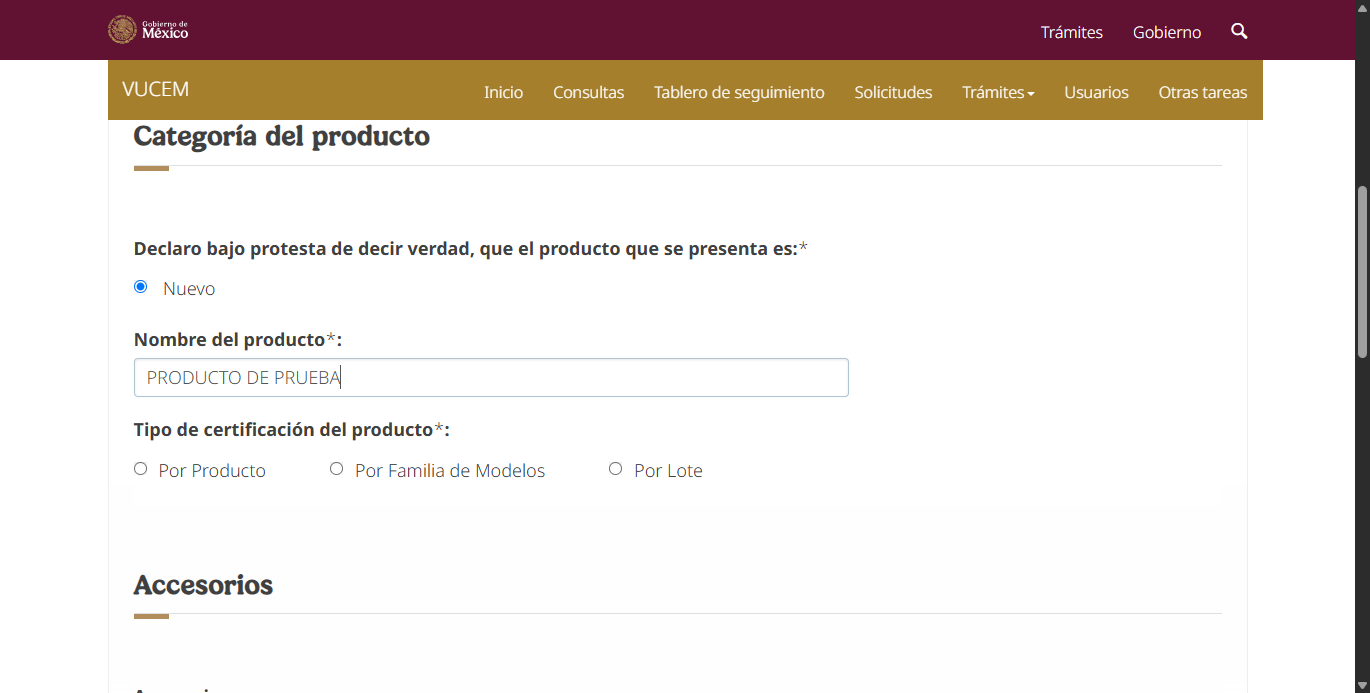 Gobierno de
México
Trámites
Gobierno
VUCEM
Inicio
Consultas
Tablero de seguimiento
Solicitudes
Trámites
Usuarios
Otras tareas
Categoría del producto
Declaro bajo protesta de decir verdad, que el producto que se presenta es:*
Nuevo
Nombre del producto*:
PRODUCTO DE PRUEBA
Tipo de certificación del producto*:
Por Producto
Por Familia de Modelos
Por Lote
Accesorios